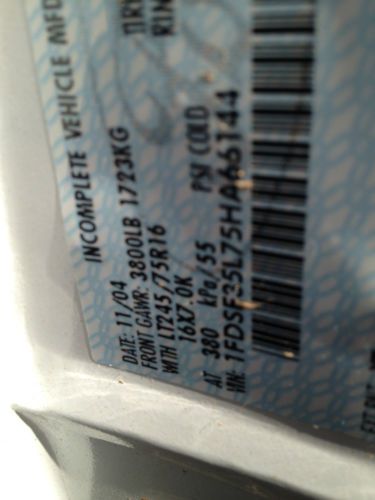 INCOMPLETE VEHICLE MFD
DATE: 11/04
FRONT GAWR: 3800LB 1723KG
WITH LT245/75R16
16X7.0K
AT 380 kPa/55 PSI COLD
VIN: 1FDSF35L75HA66144